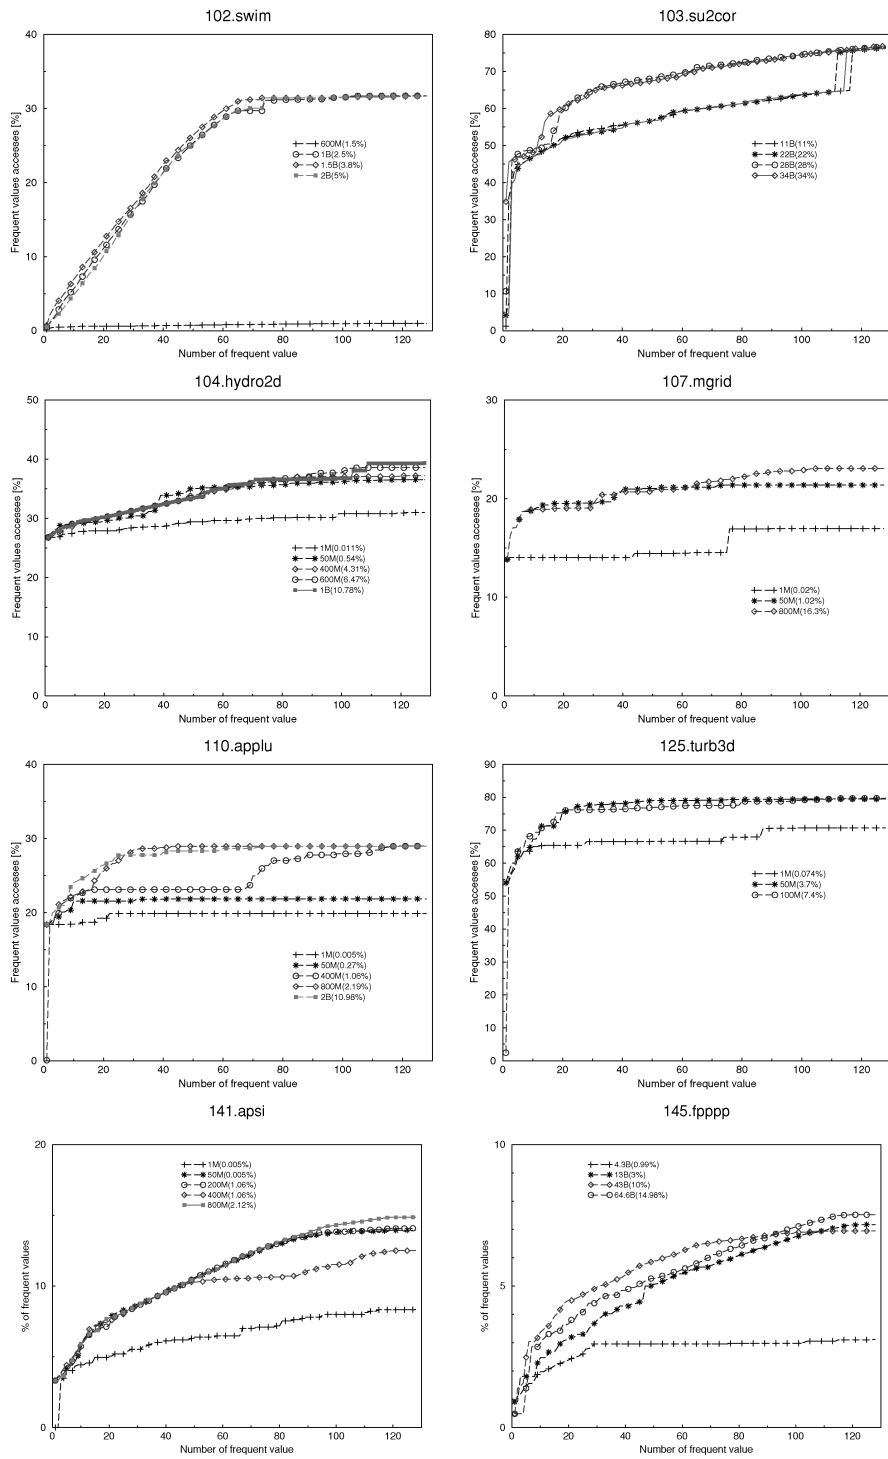 102.swim
103.su2cor
40
30
20
10
0
Frequent values accesses [%]
600M(1.5%)
1B(2.5%)
1.5B(3.8%)
2B(5%)
0 20 40 60 80 100 120
Number of frequent value
80
70
60
50
40
30
20
10
0
Frequent values accesses [%]
11B(11%)
22B(22%)
28B(28%)
34B(34%)
0 20 40 60 80 100 120
Number of frequent value
104.hydro2d
107.mgrid
50
40
30
20
10
0
Frequent values accesses [%]
1M(0.011%)
50M(0.54%)
400M(4.31%)
600M(6.47%)
1B(10.78%)
0 20 40 60 80 100 120
Number of frequent value
30
20
10
0
Frequent values accesses [%]
1M(0.02%)
50M(1.02%)
800M(16.3%)
0 20 40 60 80 100 120
Number of frequent value
110.applu
125.turb3d
40
30
20
10
0
Frequent values accesses [%]
1M(0.005%)
50M(0.27%)
400M(1.06%)
800M(2.19%)
2B(10.98%)
0 20 40 60 80 100 120
Number of frequent value
90
80
70
60
50
40
30
20
10
0
Frequent values accesses [%]
1M(0.074%)
50M(3.7%)
100M(7.4%)
0 20 40 60 80 100 120
Number of frequent value
141.apsi
145.fpppp
20
10
0
% of frequent values
1M(0.005%)
50M(0.005%)
200M(1.06%)
400M(1.06%)
800M(2.12%)
0 20 40 60 80 100 120
Number of frequent value
10
5
0
% of frequent values
4.3B(0.99%)
13B(3%)
43B(10%)
64.6B(14.98%)
0 20 40 60 80 100 120
Number of frequent value